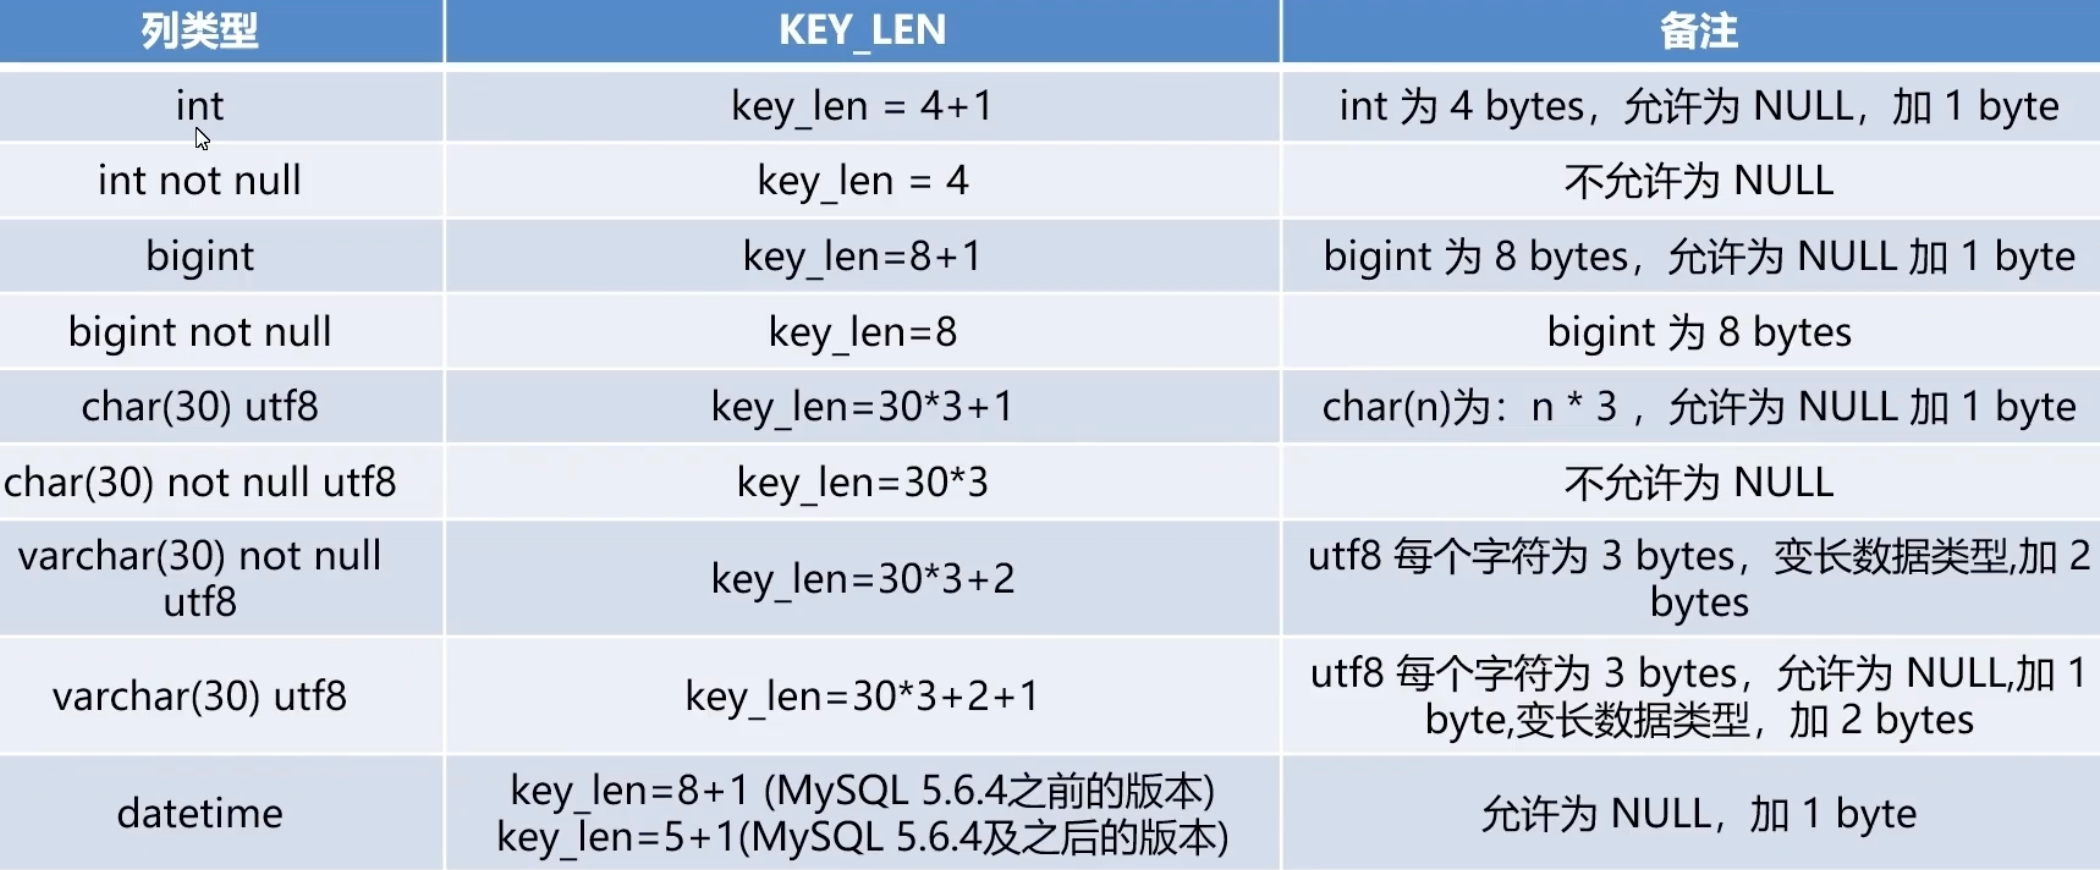 列类型 KEY_LEN 备注
int key_len = 4+1 int 为 4 bytes，允许为 NULL，加 1 byte
int not null key_len = 4 不允许为 NULL
bigint key_len=8+1 bigint 为 8 bytes，允许为 NULL 加 1 byte
bigint not null key_len=8 bigint 为 8 bytes
char(30) utf8 key_len=30*3+1 char(n)为：n * 3 ，允许为 NULL 加 1 byte
char(30) not null utf8 key_len=30*3 不允许为 NULL
varchar(30) not null
utf8
key_len=30*3+2
utf8 每个字符为 3 bytes，变长数据类型,加 2
bytes
varchar(30) utf8
key_len=30*3+2+1
utf8 每个字符为 3 bytes，允许为 NULL,加 1
byte,变长数据类型，加 2 bytes
datetime
key_len=8+1 (MySQL 5.6.4之前的版本)
key_len=5+1(MySQL 5.6.4及之后的版本)
允许为 NULL，加 1 byte